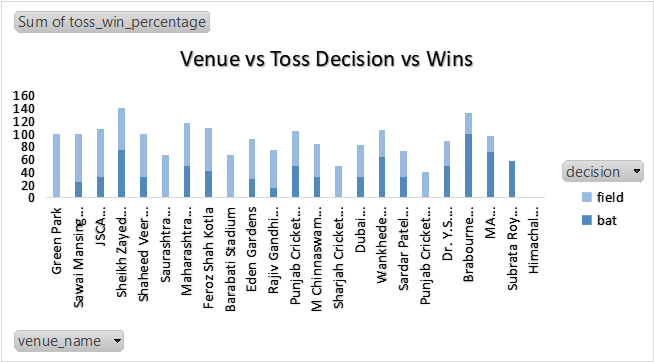 Sum of toss_win_percentage
Venue vs Toss Decision vs Wins
160
140
120
100
80
60
40
20
0
Green Park
Sawai Mansing...
JSCA...
Sheikh Zayed...
Shaheed Veer...
Saurashtra...
Maharashtra...
Feroz Shah Kotla
Barabati Stadium
Eden Gardens
Rajiv Gandhi...
Punjab Cricket...
M Chinnaswam...
Sharjah Cricket...
Dubai...
Wankhede...
Sardar Patel...
Punjab Cricket...
Dr. Y.S....
Brabourne...
MA...
Subrata Roy...
Himachal...
decision
field
bat
venue_name